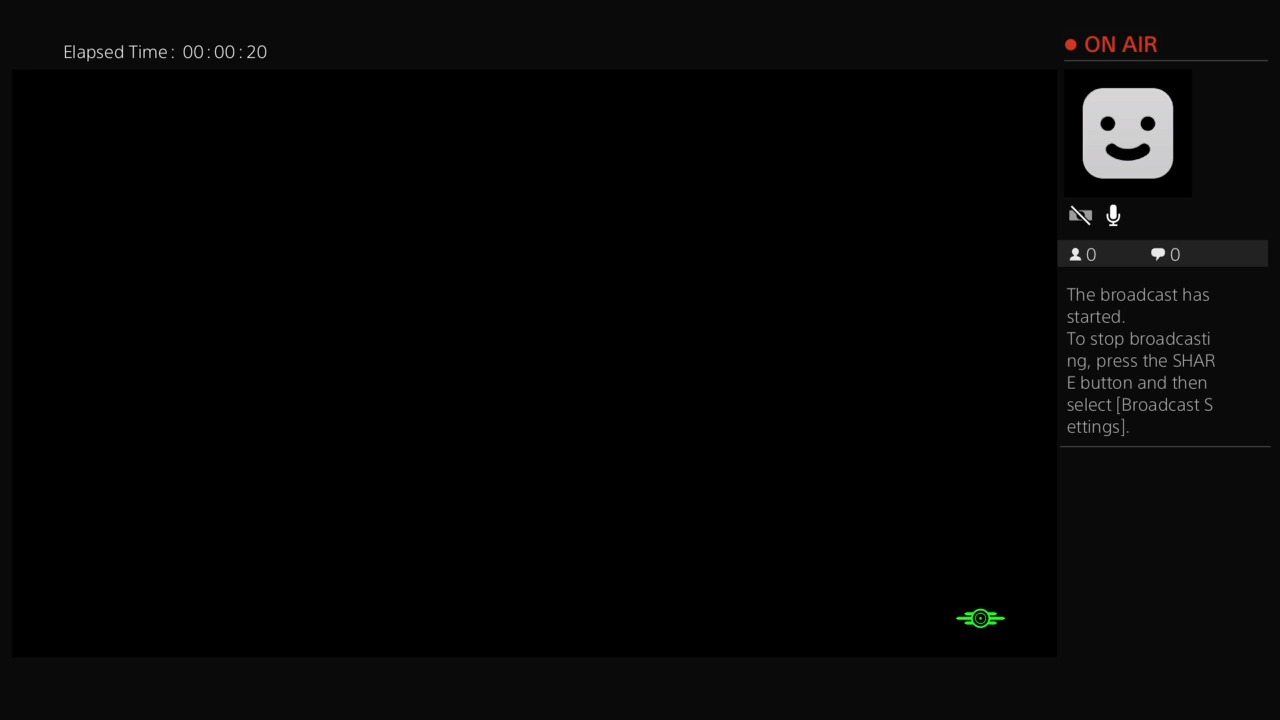 Elapsed Time: 00:00:20
ON AIR
0 0
The broadcast has
started.
To stop broadcasti
ng, press the SHAR
E button and then
select [Broadcast S
ettings].